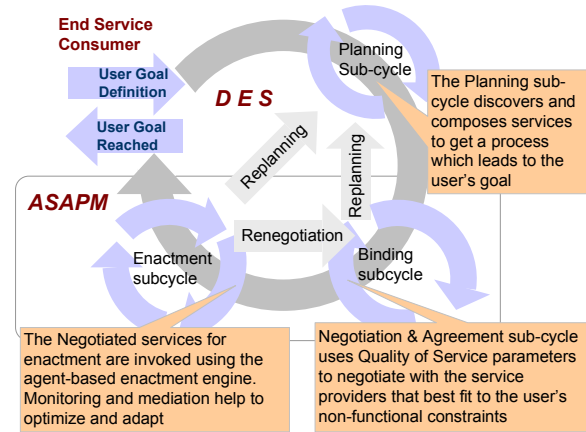 End Service
Consumer
User Goal
Definition
User Goal
Reached
D E S
Planning
Sub-cycle
The Planning sub-
cycle discovers and
composes services
to get a process
which leads to the
user's goal
Replanning
Replanning
ASAPM
Renegotiation
Enactment
subcycle
Binding
subcycle
The Negotiated services for
enactment are invoked using the
agent-based enactment engine.
Monitoring and mediation help to
optimize and adapt
Negotiation & Agreement sub-cycle
uses Quality of Service parameters
to negotiate with the service
providers that best fit to the user's
non-functional constraints